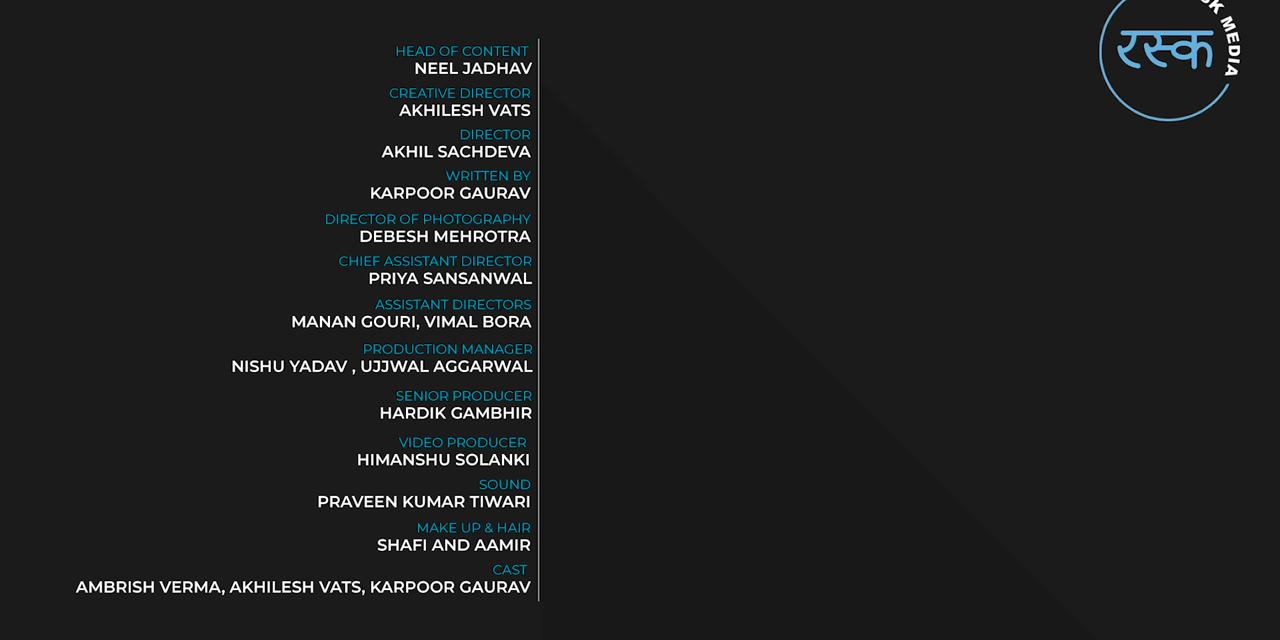 HEAD OF CONTENT
NEEL JADHAV
CREATIVE DIRECTOR
AKHILESH VATS
DIRECTOR
AKHIL SACHDEVA
WRITTEN BY
KARPOOR GAURAV
DIRECTOR OF PHOTOGRAPHY
DEBESH MEHROTRA
CHIEF ASSISTANT DIRECTOR
PRIYA SANSANWAL
ASSISTANT DIRECTORS
MANAN GOURI, VIMAL BORA
PRODUCTION MANAGER
NISHU YADAV , UJJWAL AGGARWAL
SENIOR PRODUCER
HARDIK GAMBHIR
VIDEO PRODUCER
HIMANSHU SOLANKI
SOUND
PRAVEEN KUMAR TIWARI
MAKE UP & HAIR
SHAFI AND AAMIR
CAST
AMBRISH VERMA, AKHILESH VATS, KARPOOR GAURAV
रस्क
MEDIA